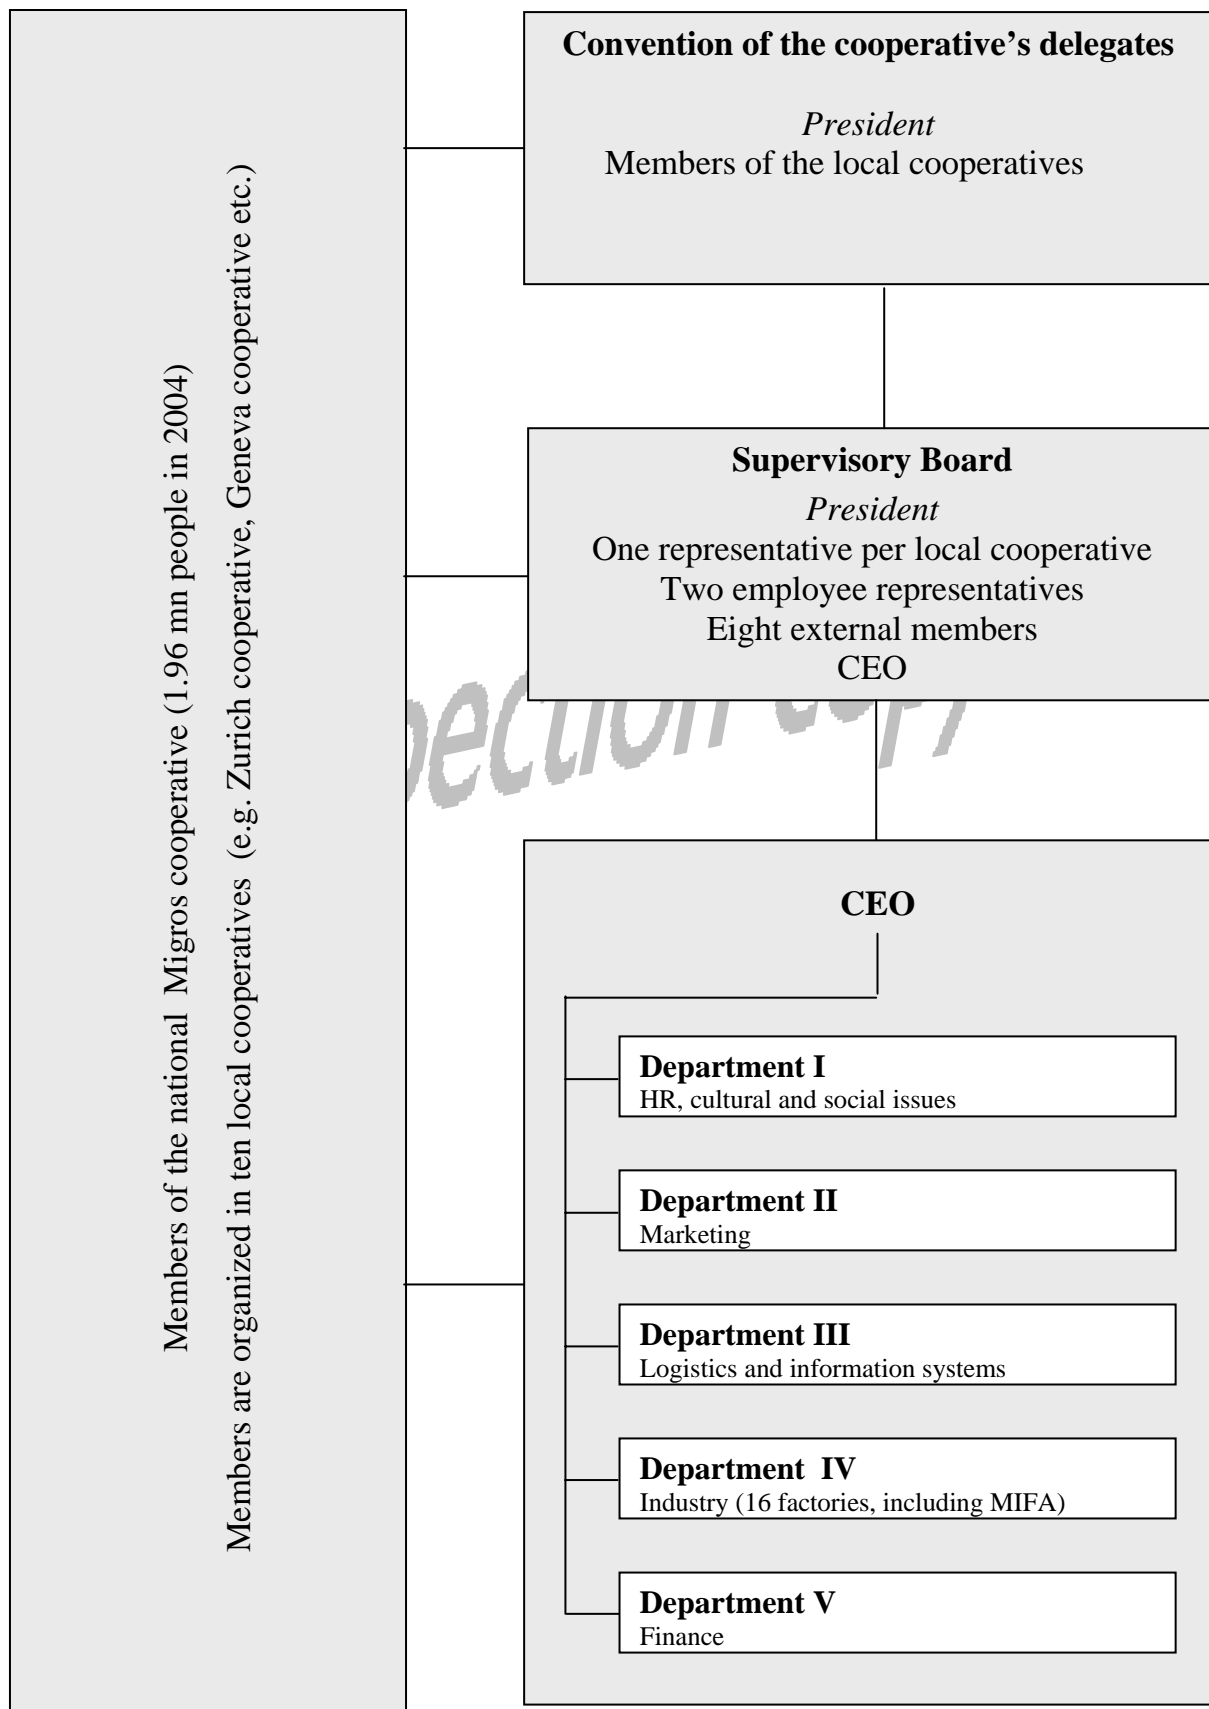 Members of the national Migros cooperative (1.96 mn people in 2004)
Members are organized in ten local cooperatives (e.g. Zurich cooperative, Geneva cooperative etc.)
Convention of the cooperative’s delegates
President
Members of the local cooperatives
Supervisory Board
President
One representative per local cooperative
Two employee representatives
Eight external members
CEO
CEO
Department I
HR, cultural and social issues
Department II
Marketing
Department III
Logistics and information systems
Department IV
Industry (16 factories, including MIFA)
Department V
Finance